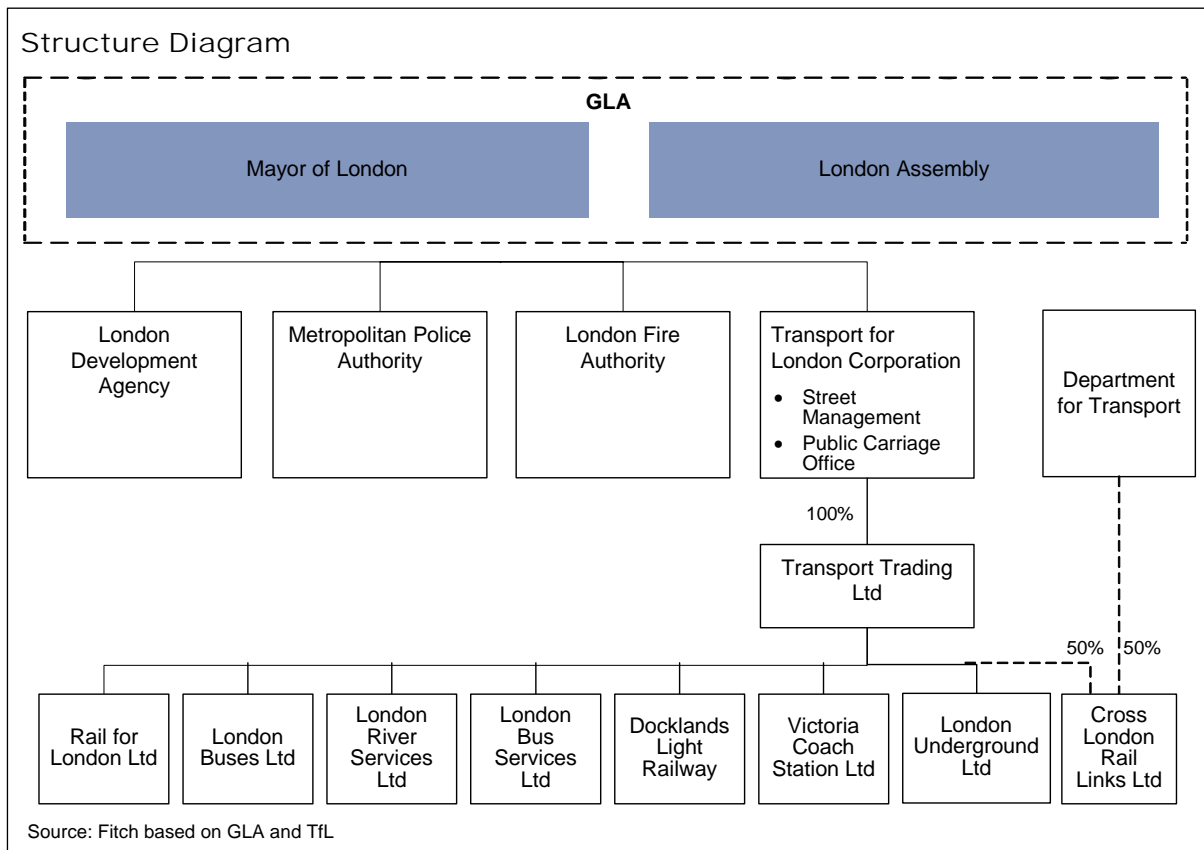 Structure Diagram
GLA
Mayor of London
London Assembly
London
Development
Agency
Metropolitan Police
Authority
London Fire
Authority
Transport for
London Corporation
• Street
Management
• Public Carriage
Office
Department
for Transport
100%
Transport Trading
Ltd
50%
50%
Rail for
London Ltd
London
Buses Ltd
London
River
Services
Ltd
London
Bus
Services
Ltd
Docklands
Light
Railway
Victoria
Coach
Station Ltd
London
Underground
Ltd
Cross
London
Rail
Links Ltd
Source: Fitch based on GLA and TfL